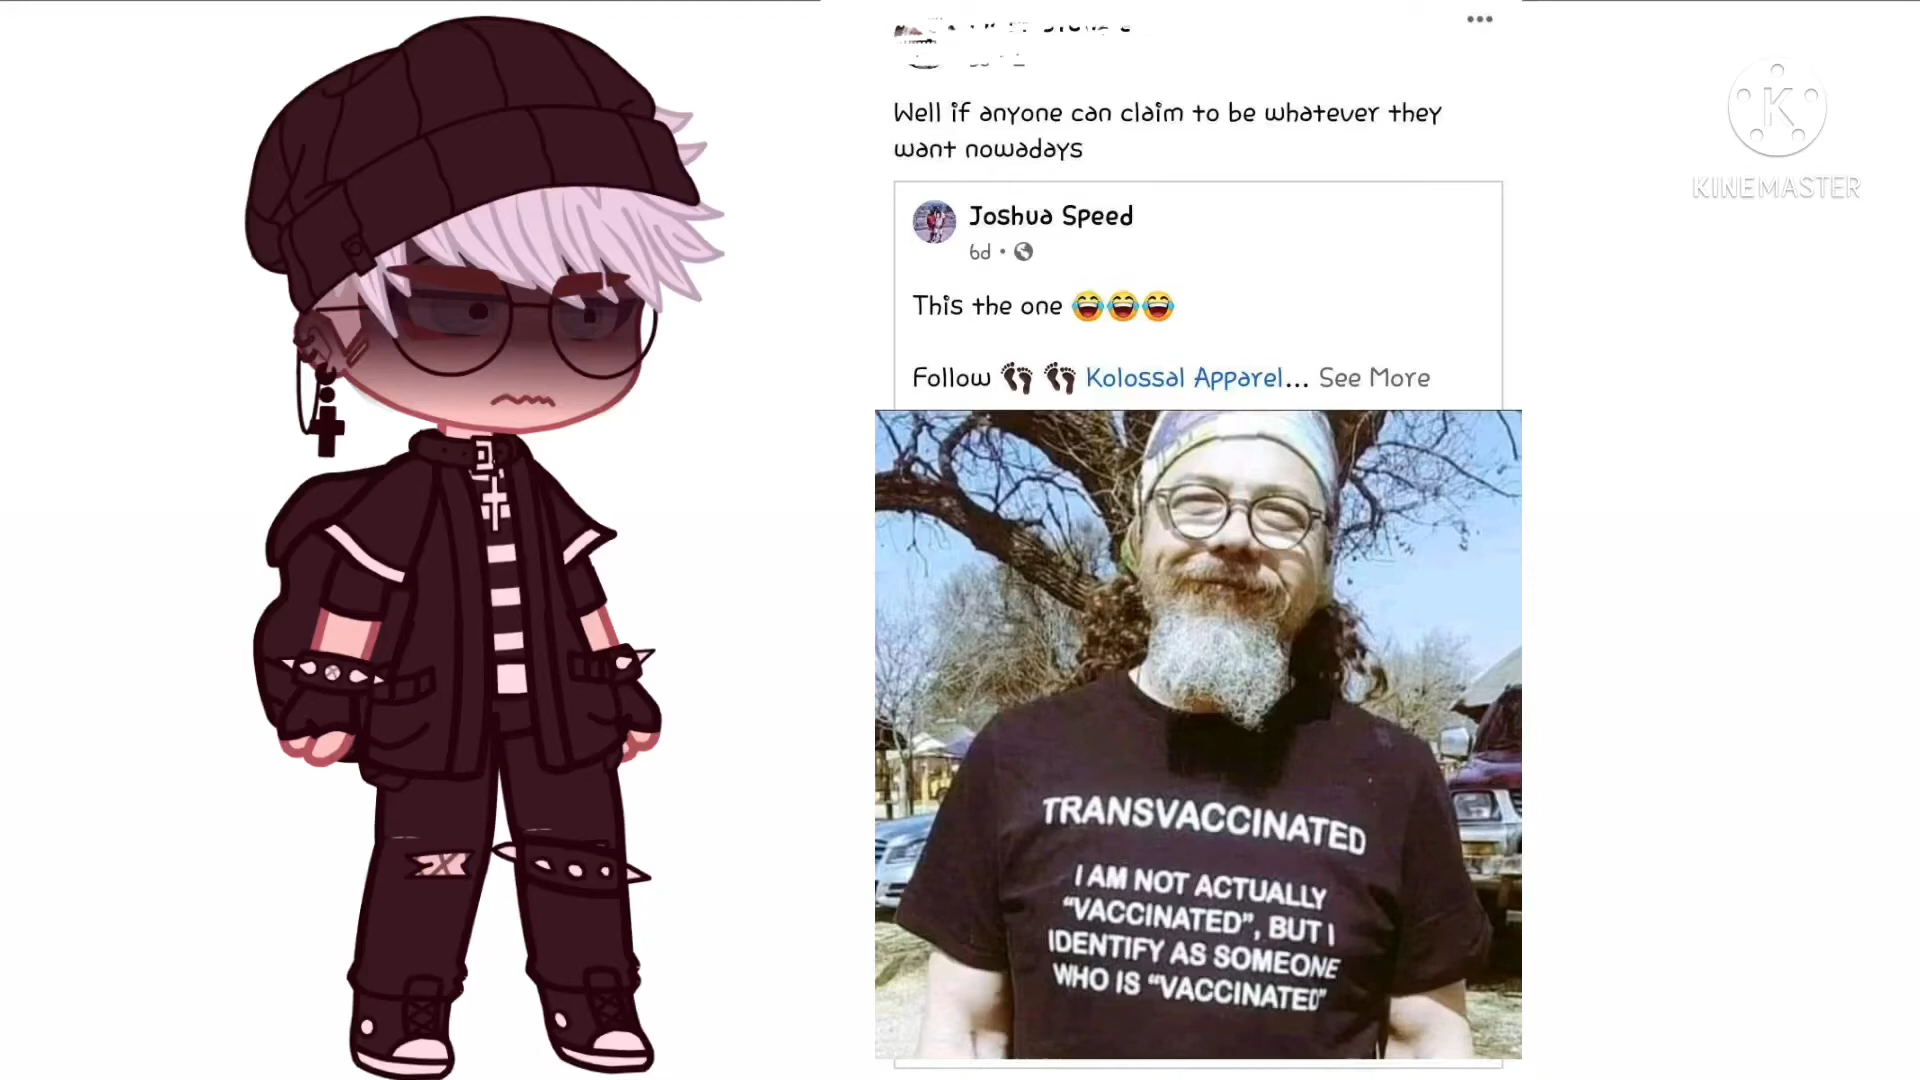 Well if anyone can claim to be whatever they
want nowadays
Joshua Speed
6d
This the one 😂😂😂
Follow 👣 👣 Kolossal Apparel... See More
TRANSVACCINATED
I AM NOT ACTUALLY
“VACCINATED”, BUT I
IDENTIFY AS SOMEONE
WHO IS “VACCINATED”
K
KINEMASTER